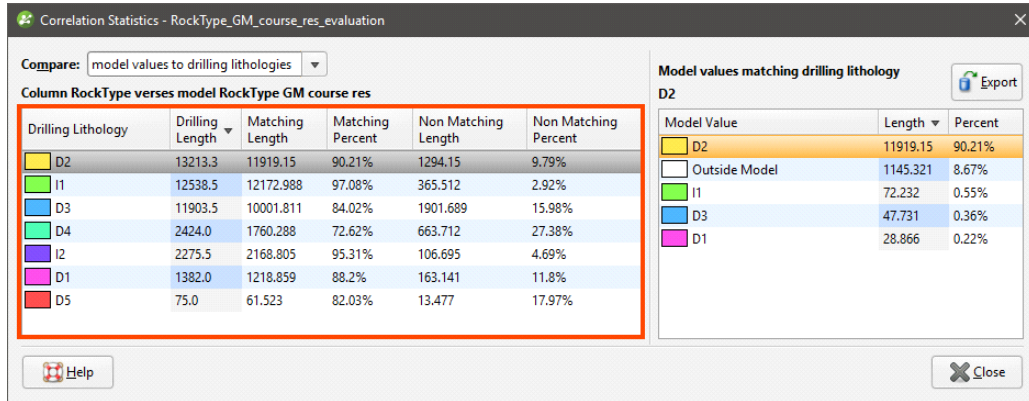 Correlation Statistics - RockType_GM_course_res_evaluation
Compare: model values to drilling lithologies
Column RockType verses model RockType GM course res
Drilling Lithology Drilling Length Matching Length Matching Percent Non Matching Length Non Matching Percent
D2 13213.3 11919.15 90.21% 1294.15 9.79%
I1 12538.5 12172.988 97.08% 365.512 2.92%
D3 11903.5 10001.811 84.02% 1901.689 15.98%
D4 2424.0 1760.288 72.62% 663.712 27.38%
I2 2275.5 2168.805 95.31% 106.695 4.69%
D1 1382.0 1218.859 88.2% 163.141 11.8%
D5 75.0 61.523 82.03% 13.477 17.97%
Model values matching drilling lithology
D2
Export
Model Value Length Percent
D2 11919.15 90.21%
Outside Model 1145.321 8.67%
I1 72.232 0.55%
D3 47.731 0.36%
D1 28.866 0.22%
Help
Close